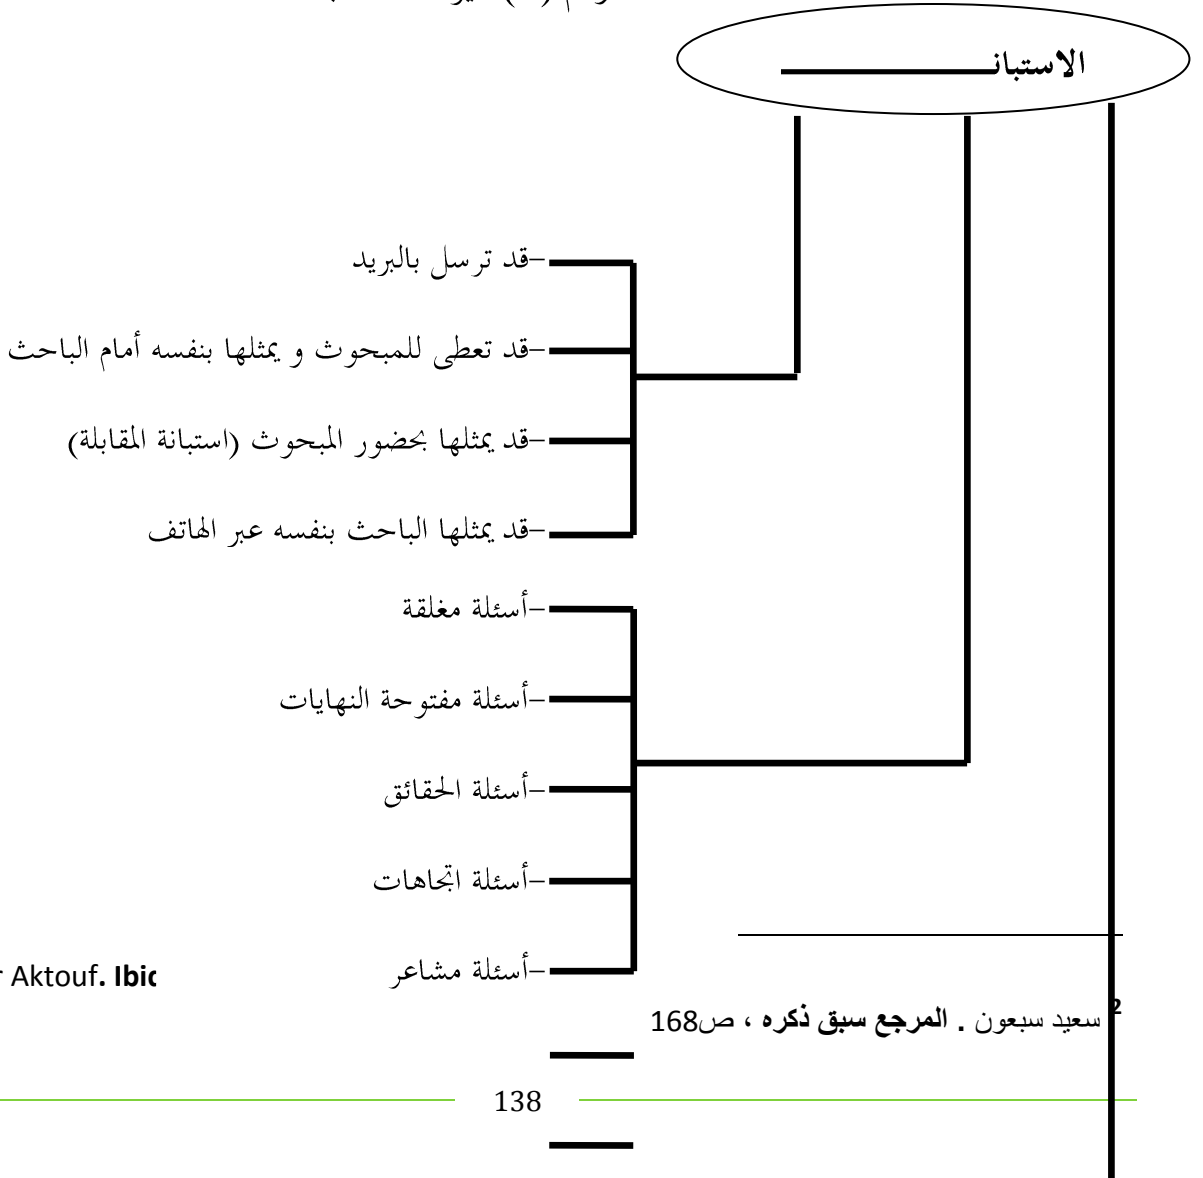 الاستبانـــــــــ
-قد ترسل بالبريد
-قد تعطى للمبحوث و يمثلها بنفسه أمام الباحث
-قد يمثلها بحضور المبحوث (استبانة المقابلة)
-قد يمثلها الباحث بنفسه عبر الهاتف
-أسئلة مغلقة
-أسئلة مفتوحة النهايات
-أسئلة الحقائق
-أسئلة اتجاهات
-أسئلة مشاعر
Aktouf.
2 سعيد سبعون . المرجع سبق ذكره ، ص168
138